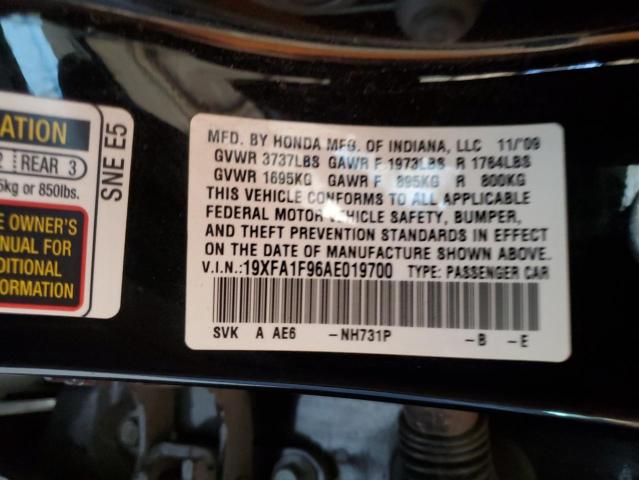 ATION
2 REAR 3
5kg or 850lbs.
E OWNER'S
NUAL FOR
DITIONAL
NFORMATION
SNE E5
MFD. BY HONDA MFG. OF INDIANA, LLC 11/'09
GVWR 3737LBS GAWR F 1973LBS R 1764LBS
GVWR 1695KG GAWR F 895KG R 800KG
THIS VEHICLE CONFORMS TO ALL APPLICABLE
FEDERAL MOTOR VEHICLE SAFETY, BUMPER,
AND THEFT PREVENTION STANDARDS IN EFFECT
ON THE DATE OF MANUFACTURE SHOWN ABOVE.
V.I.N.:19XFA1F96AE019700 TYPE: PASSENGER CAR
SVK A AE6 -NH731P -B -E